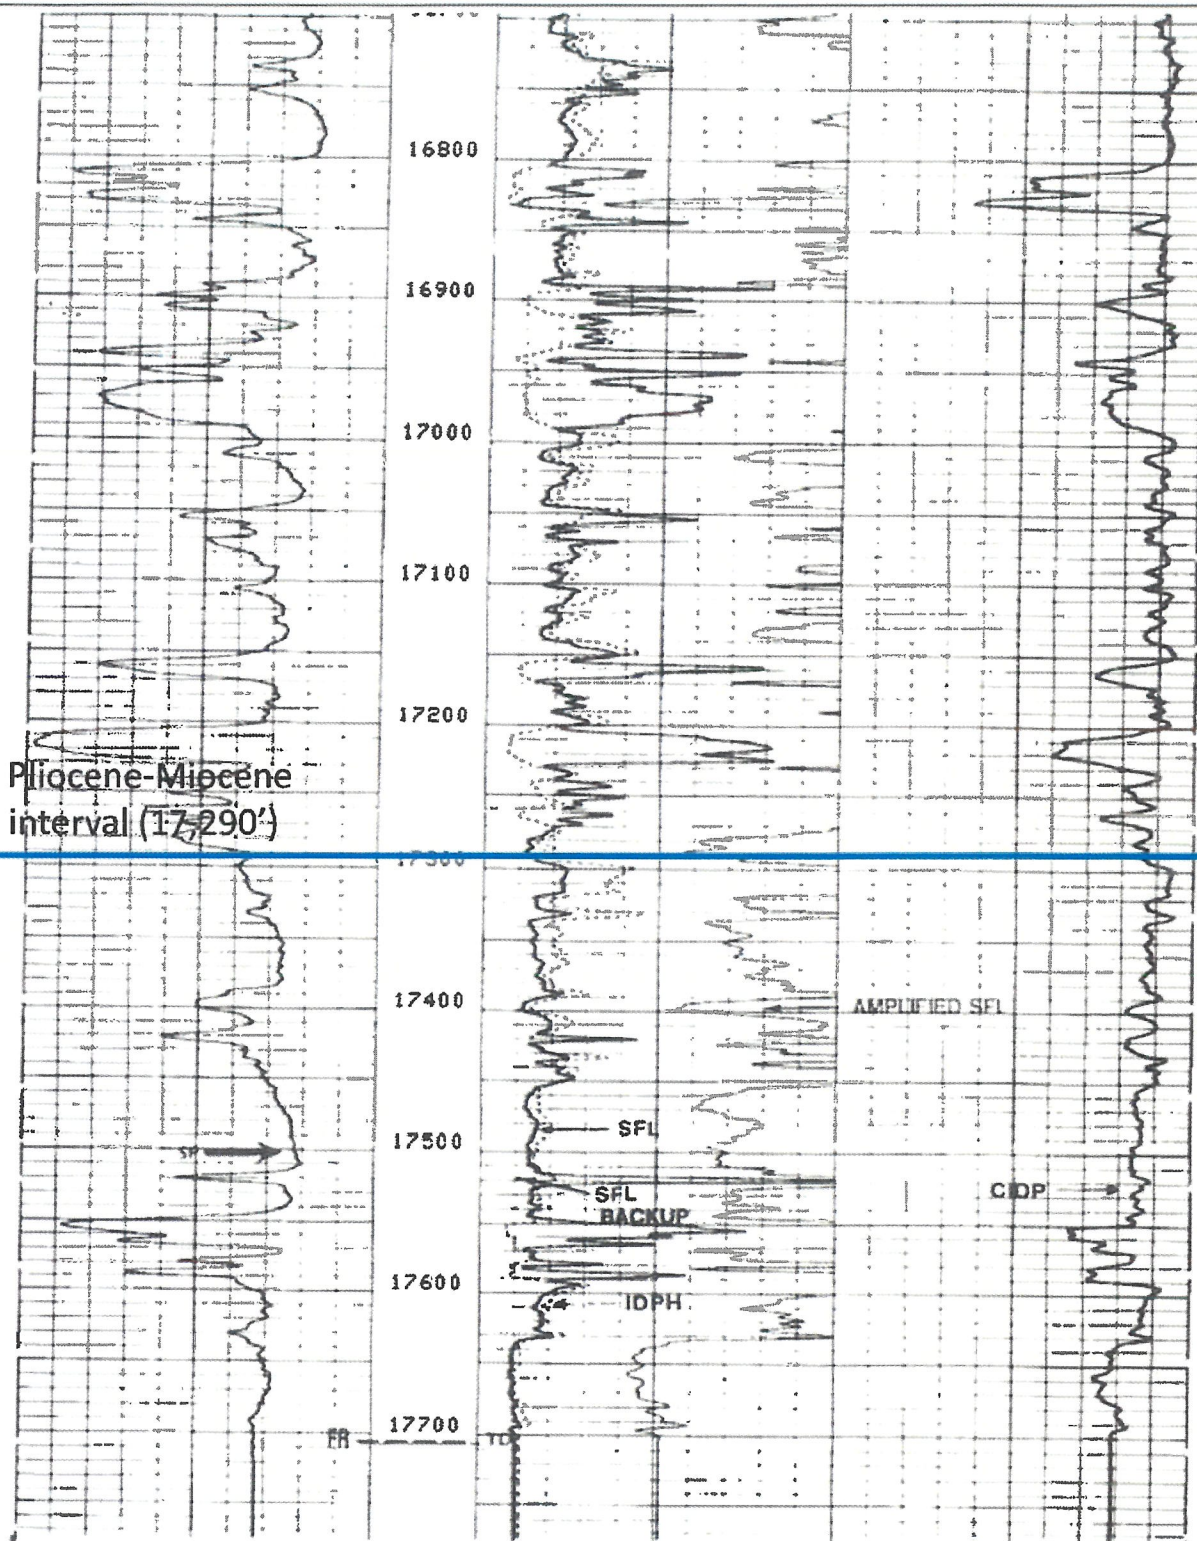 16800
16900
17000
17100
17200
Pliocene-Miocene
interval (17,290')
17300
17400
AMPLIFIED SFL
SFL
17500
SP
SFL
BACKUP
CIDP
17600
IDPH
17700
FR
TD